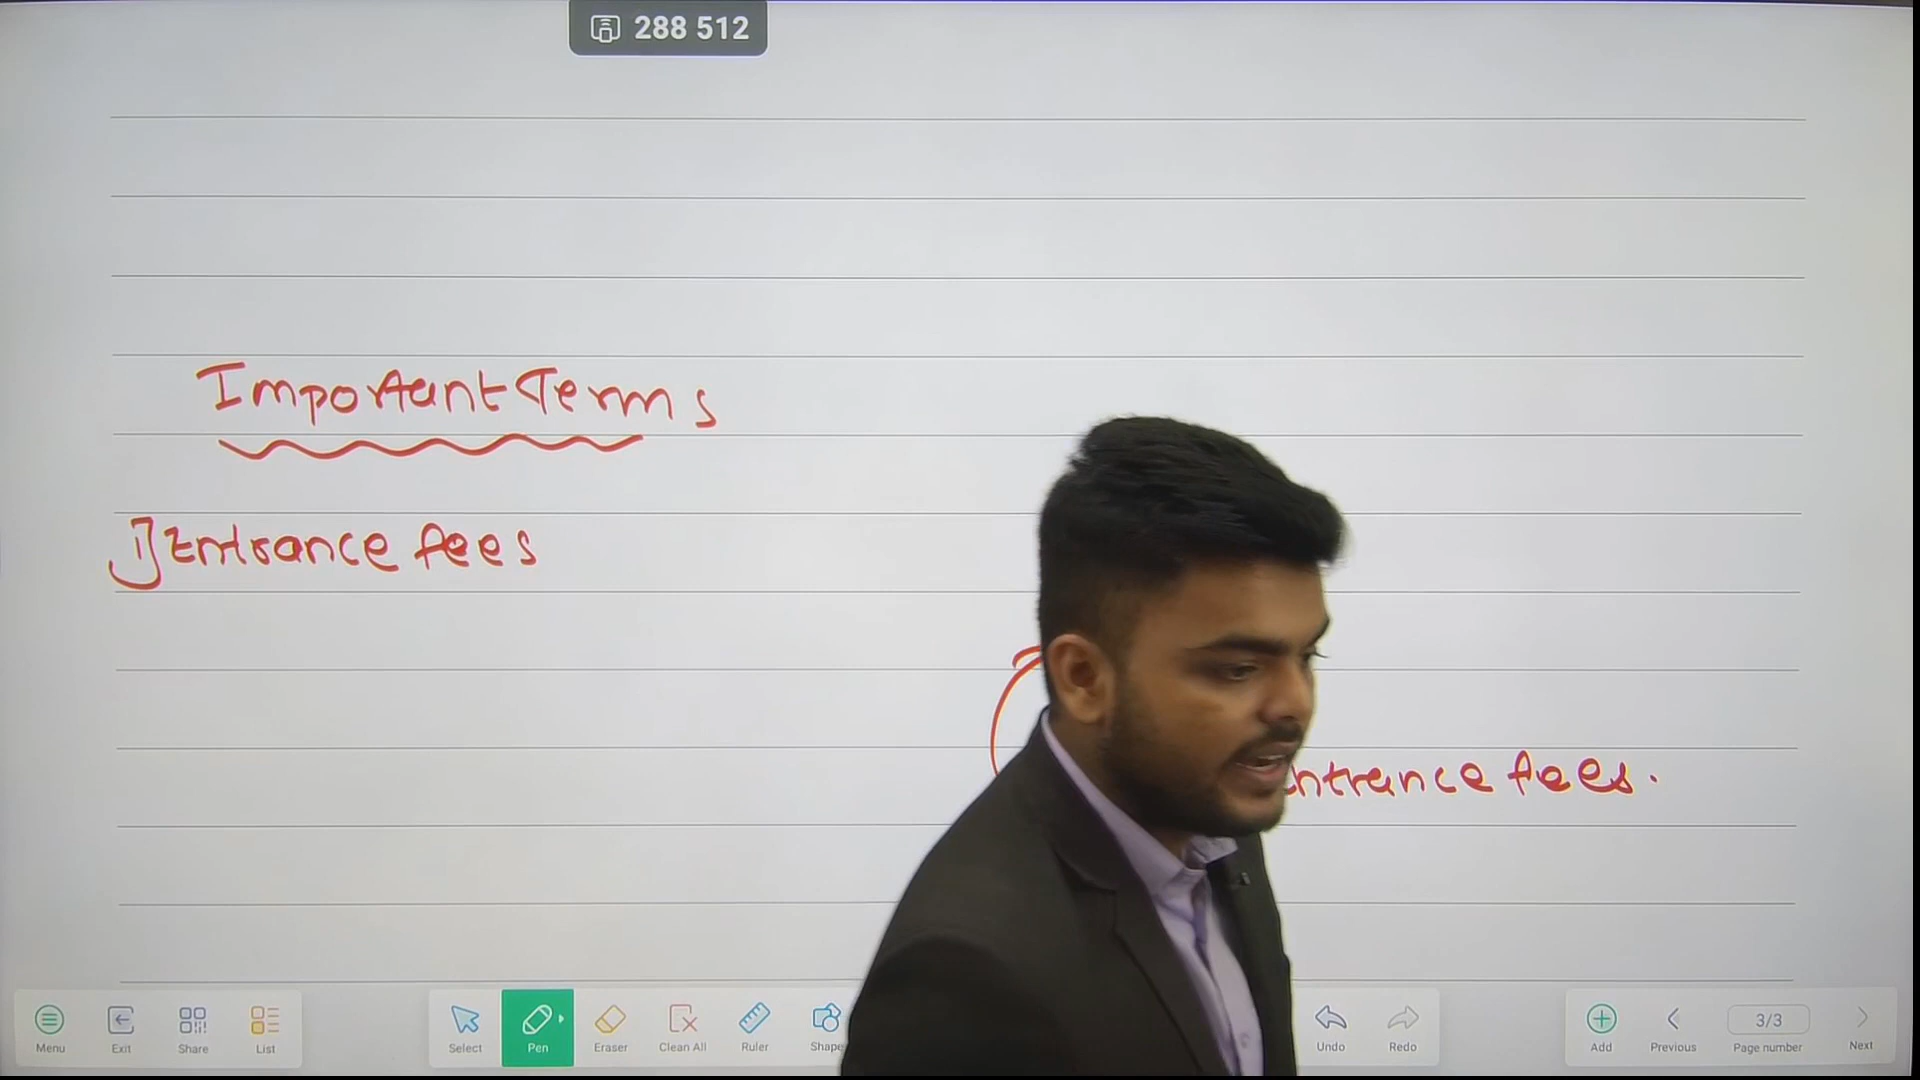 288 512
Important Terms
1] Entrance fees
ntrance fees.
Menu Exit Share List Select Pen Eraser Clean All Ruler Shape Undo Redo Add Previous 3/3 Page number Next